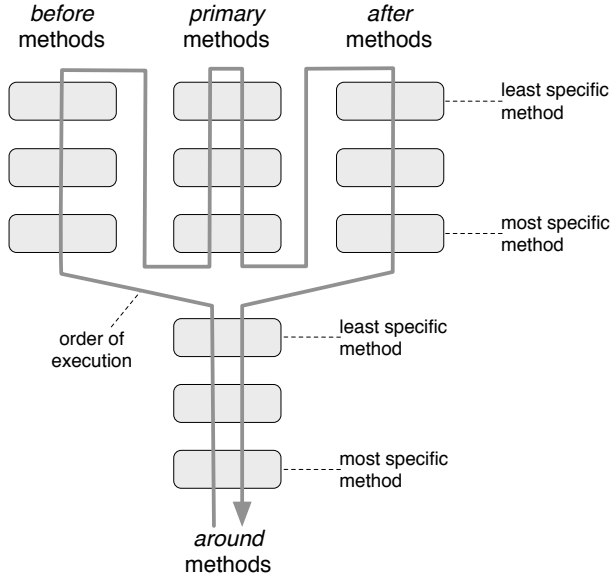 before
methods
primary
methods
after
methods
least specific
method
most specific
method
order of
execution
least specific
method
most specific
method
around
methods